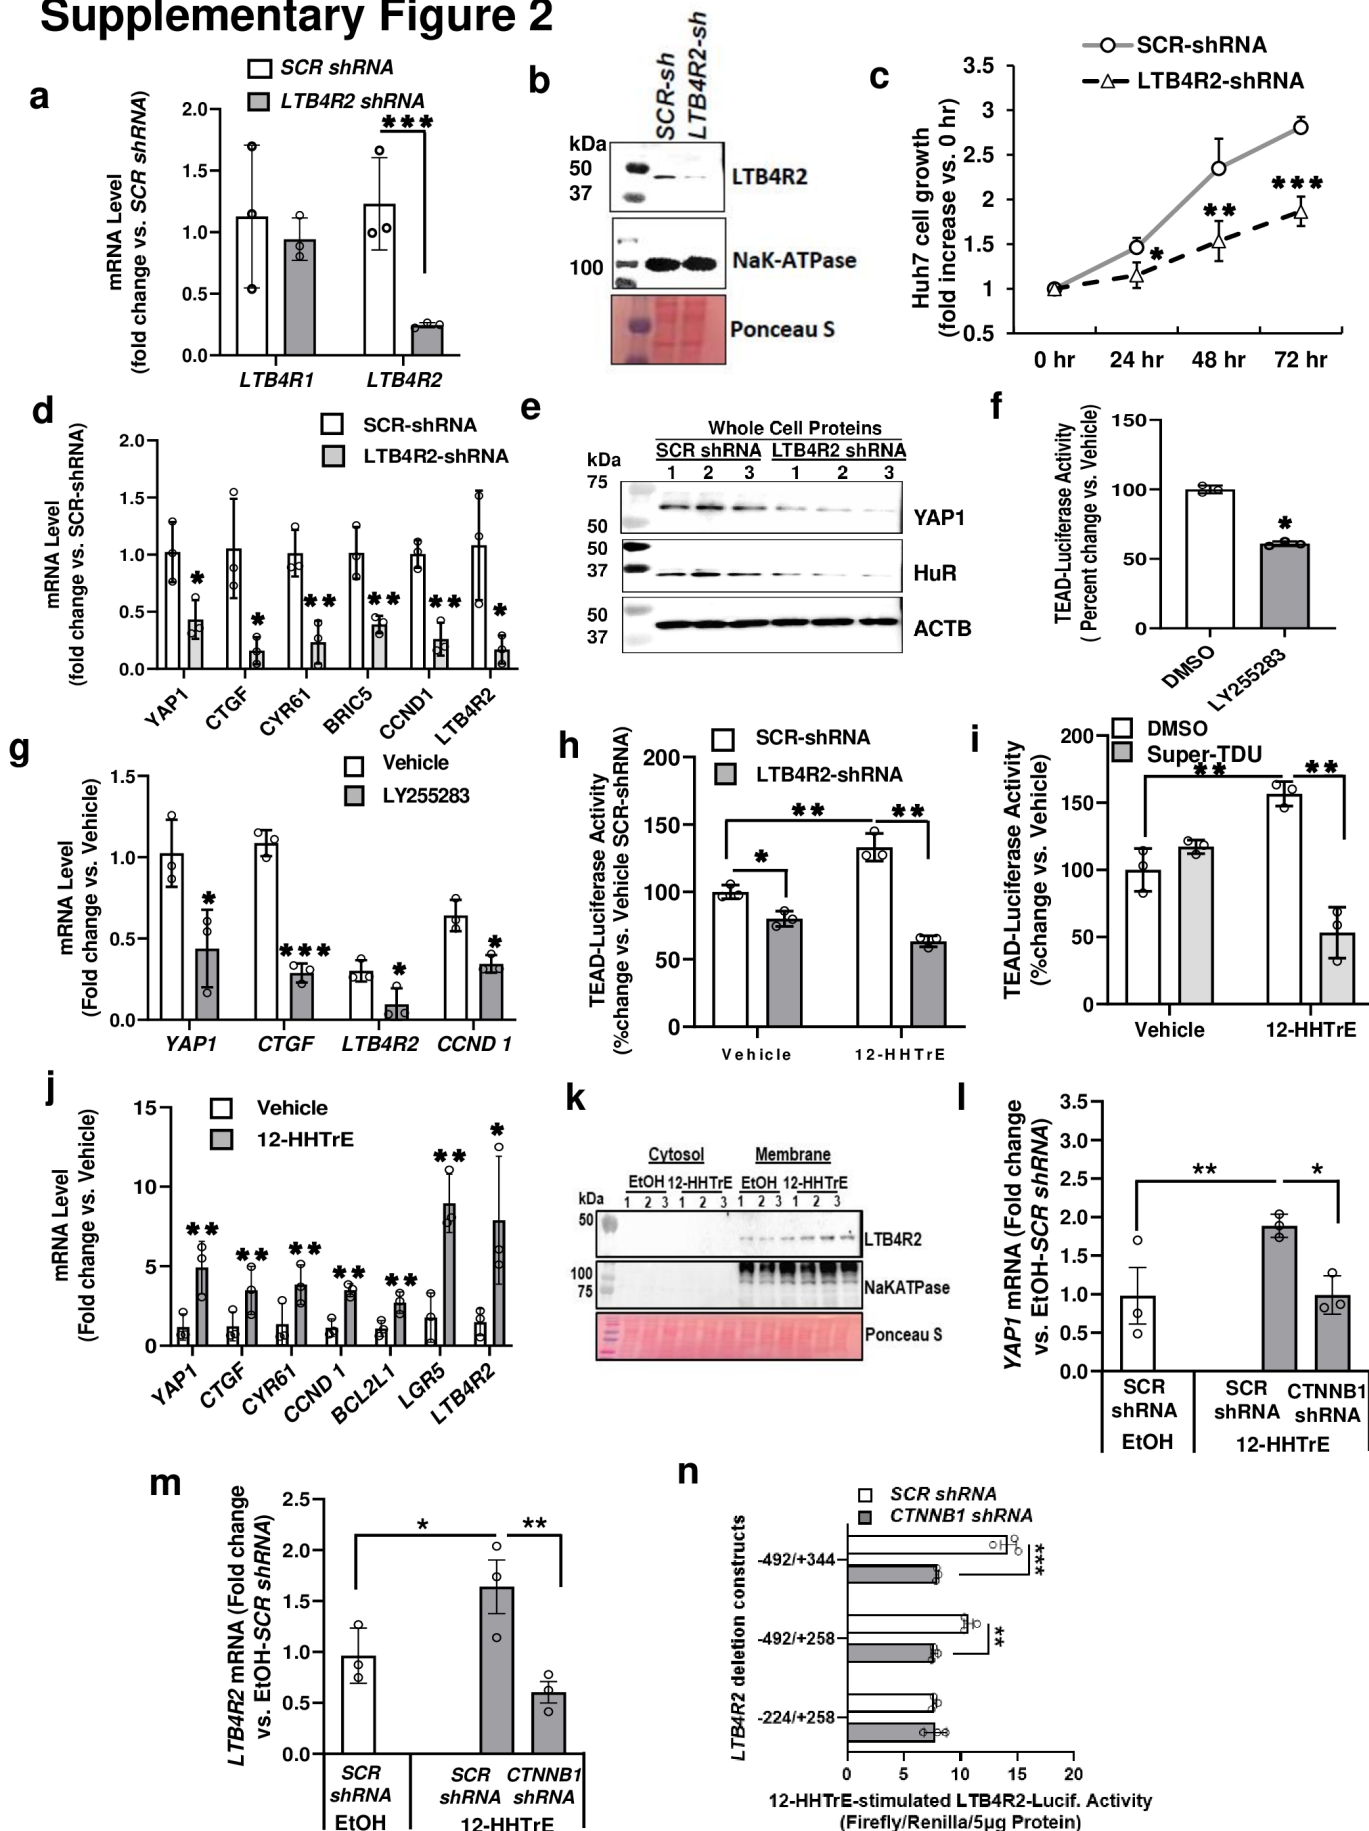 Supplementary Figure 2
a
SCR shRNA
LTB4R2 shRNA
mRNA Level
(fold change vs. SCR shRNA)
2.0
1.5
1.0
0.5
0.0
***
LTB4R1
LTB4R2
b
SCR-sh
LTB4R2-sh
kDa
50
37
100
LTB4R2
NaK-ATPase
Ponceau S
c
SCR-shRNA
LTB4R2-shRNA
Huh7 cell growth
(fold increase vs. 0 hr)
3.5
3
2.5
2
1.5
1
0.5
*
**
***
0 hr
24 hr
48 hr
72 hr
d
SCR-shRNA
LTB4R2-shRNA
mRNA Level
(fold change vs. SCR-shRNA)
2.0
1.5
1.0
0.5
0.0
*
*
**
**
**
*
YAP1
CTGF
CYR61
BRIC5
CCND1
LTB4R2
e
Whole Cell Proteins
SCR shRNA LTB4R2 shRNA
kDa
1 2 3 1 2 3
75
50
YAP1
50
37
HuR
50
37
ACTB
f
TEAD-Luciferase Activity
( Percent change vs. Vehicle)
150
100
50
0
*
DMSO
LY255283
g
Vehicle
LY255283
mRNA Level
(Fold change vs. Vehicle)
1.5
1.0
0.5
0.0
*
***
*
*
YAP1
CTGF
LTB4R2
CCND 1
h
SCR-shRNA
LTB4R2-shRNA
TEAD-Luciferase Activity
(%change vs. Vehicle SCR-shRNA)
200
150
100
50
0
*
**
**
Vehicle
12-HHTrE
i
DMSO
Super-TDU
TEAD-Luciferase Activity
(%change vs. Vehicle)
200
150
100
50
0
**
**
Vehicle
12-HHTrE
j
Vehicle
12-HHTrE
mRNA Level
(Fold change vs. Vehicle)
15
10
5
0
**
**
**
**
**
**
*
YAP1
CTGF
CYR61
CCND 1
BCL2L1
LGR5
LTB4R2
k
Cytosol Membrane
EtOH 12-HHTrE EtOH 12-HHTrE
kDa
1 2 3 1 2 3 1 2 3 1 2 3
50
LTB4R2
100
75
NaKATPase
Ponceau S
l
YAP1 mRNA (Fold change
vs. EtOH-SCR shRNA)
3.5
3.0
2.5
2.0
1.5
1.0
0.5
0.0
**
*
SCR
shRNA
SCR
shRNA
CTNNB1
shRNA
EtOH
12-HHTrE
m
LTB4R2 mRNA (Fold change
vs. EtOH-SCR shRNA)
2.5
2.0
1.5
1.0
0.5
0.0
*
**
SCR
shRNA
SCR
shRNA
CTNNB1
shRNA
EtOH
12-HHTrE
n
SCR shRNA
CTNNB1 shRNA
LTB4R2 deletion constructs
-492/+344
-492/+258
-224/+258
***
**
0 5 10 15 20
12-HHTrE-stimulated LTB4R2-Lucif. Activity
(Firefly/Renilla/5µg Protein)